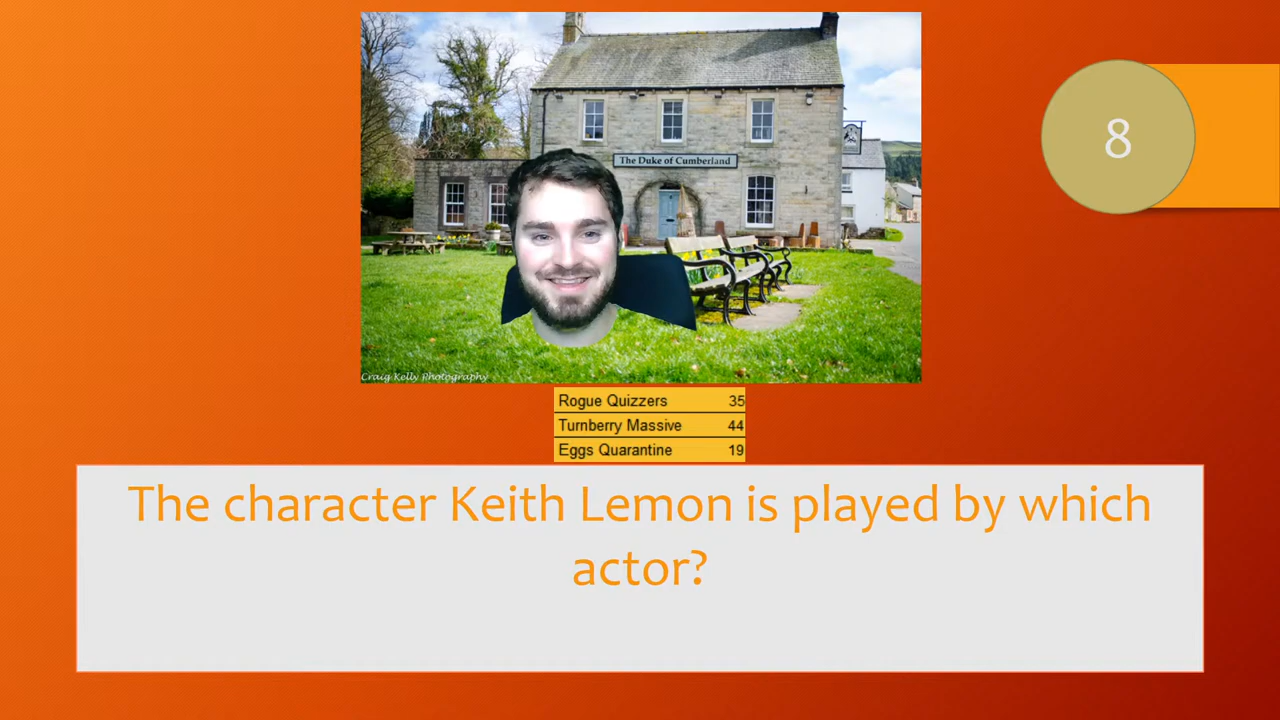 The Duke of Cumberland
8
Craig Kelly Photography
Rogue Quizzers 35
Turnberry Massive 44
Eggs Quarantine 19
The character Keith Lemon is played by which
actor?